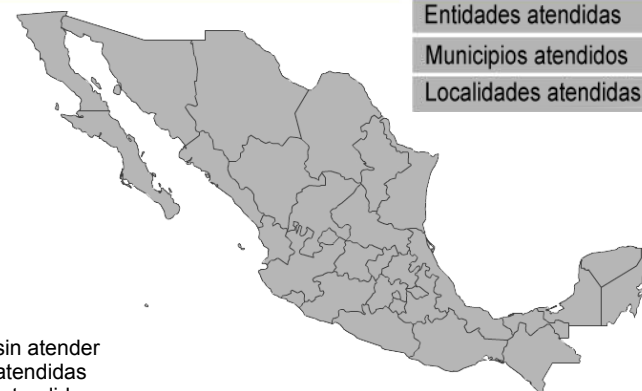 Entidades atendidas
Municipios atendidos
Localidades atendidas
sin atender
atendidas